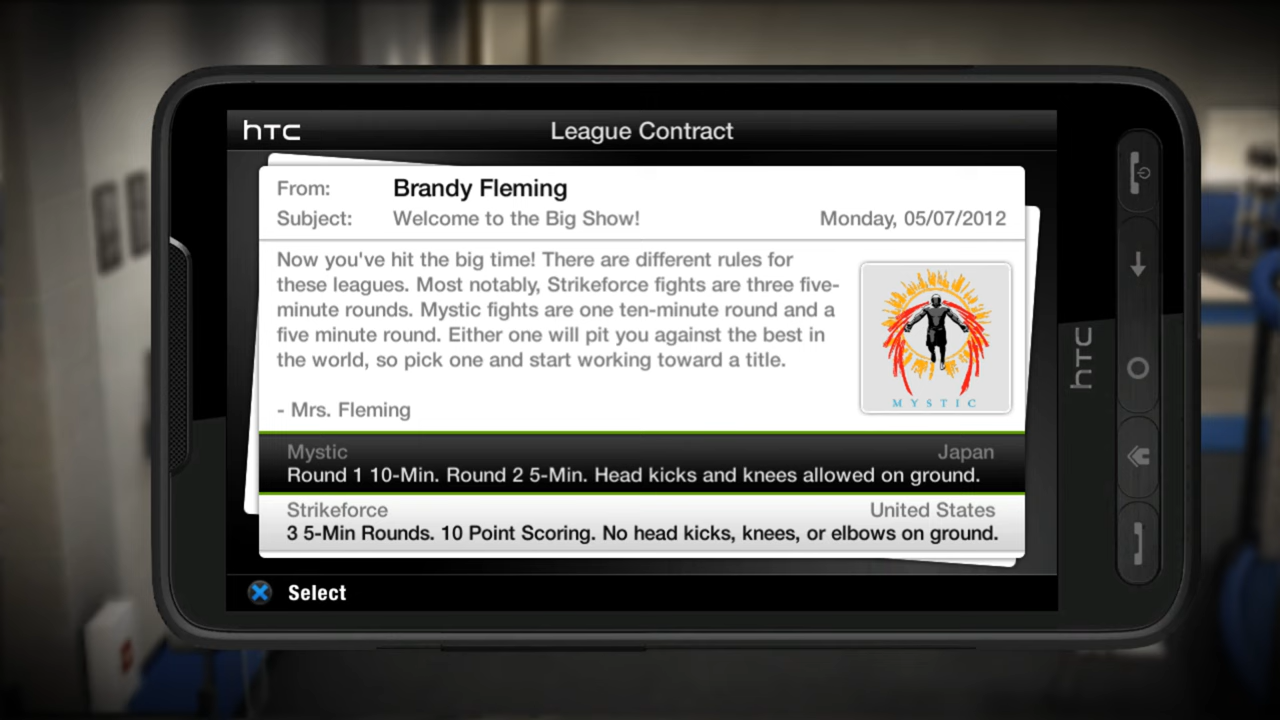 hTC
League Contract
From: Brandy Fleming
Subject: Welcome to the Big Show! Monday, 05/07/2012
Now you've hit the big time! There are different rules for
these leagues. Most notably, Strikeforce fights are three five-
minute rounds. Mystic fights are one ten-minute round and a
five minute round. Either one will pit you against the best in
the world, so pick one and start working toward a title.
- Mrs. Fleming
MYSTIC
Mystic Japan
Round 1 10-Min. Round 2 5-Min. Head kicks and knees allowed on ground.
Strikeforce United States
3 5-Min Rounds. 10 Point Scoring. No head kicks, knees, or elbows on ground.
Select
hTC